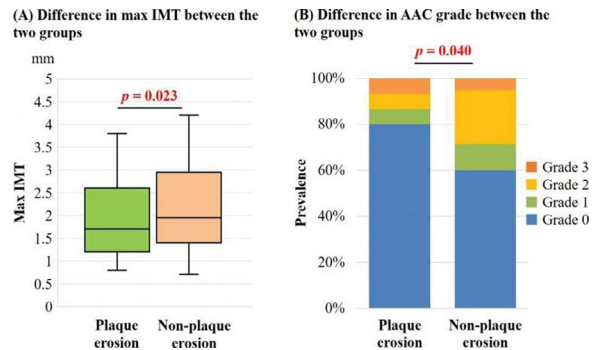 (A) Difference in max IMT between the
two groups
mm
5
4.5
4
3.5
3
2.5
2
1.5
1
0.5
0
Max IMT
p = 0.023
Plaque
erosion
Non-plaque
erosion
(B) Difference in AAC grade between the
two groups
p = 0.040
100%
80%
60%
40%
20%
0%
Prevalence
Grade 3
Grade 2
Grade 1
Grade 0
Plaque
erosion
Non-plaque
erosion